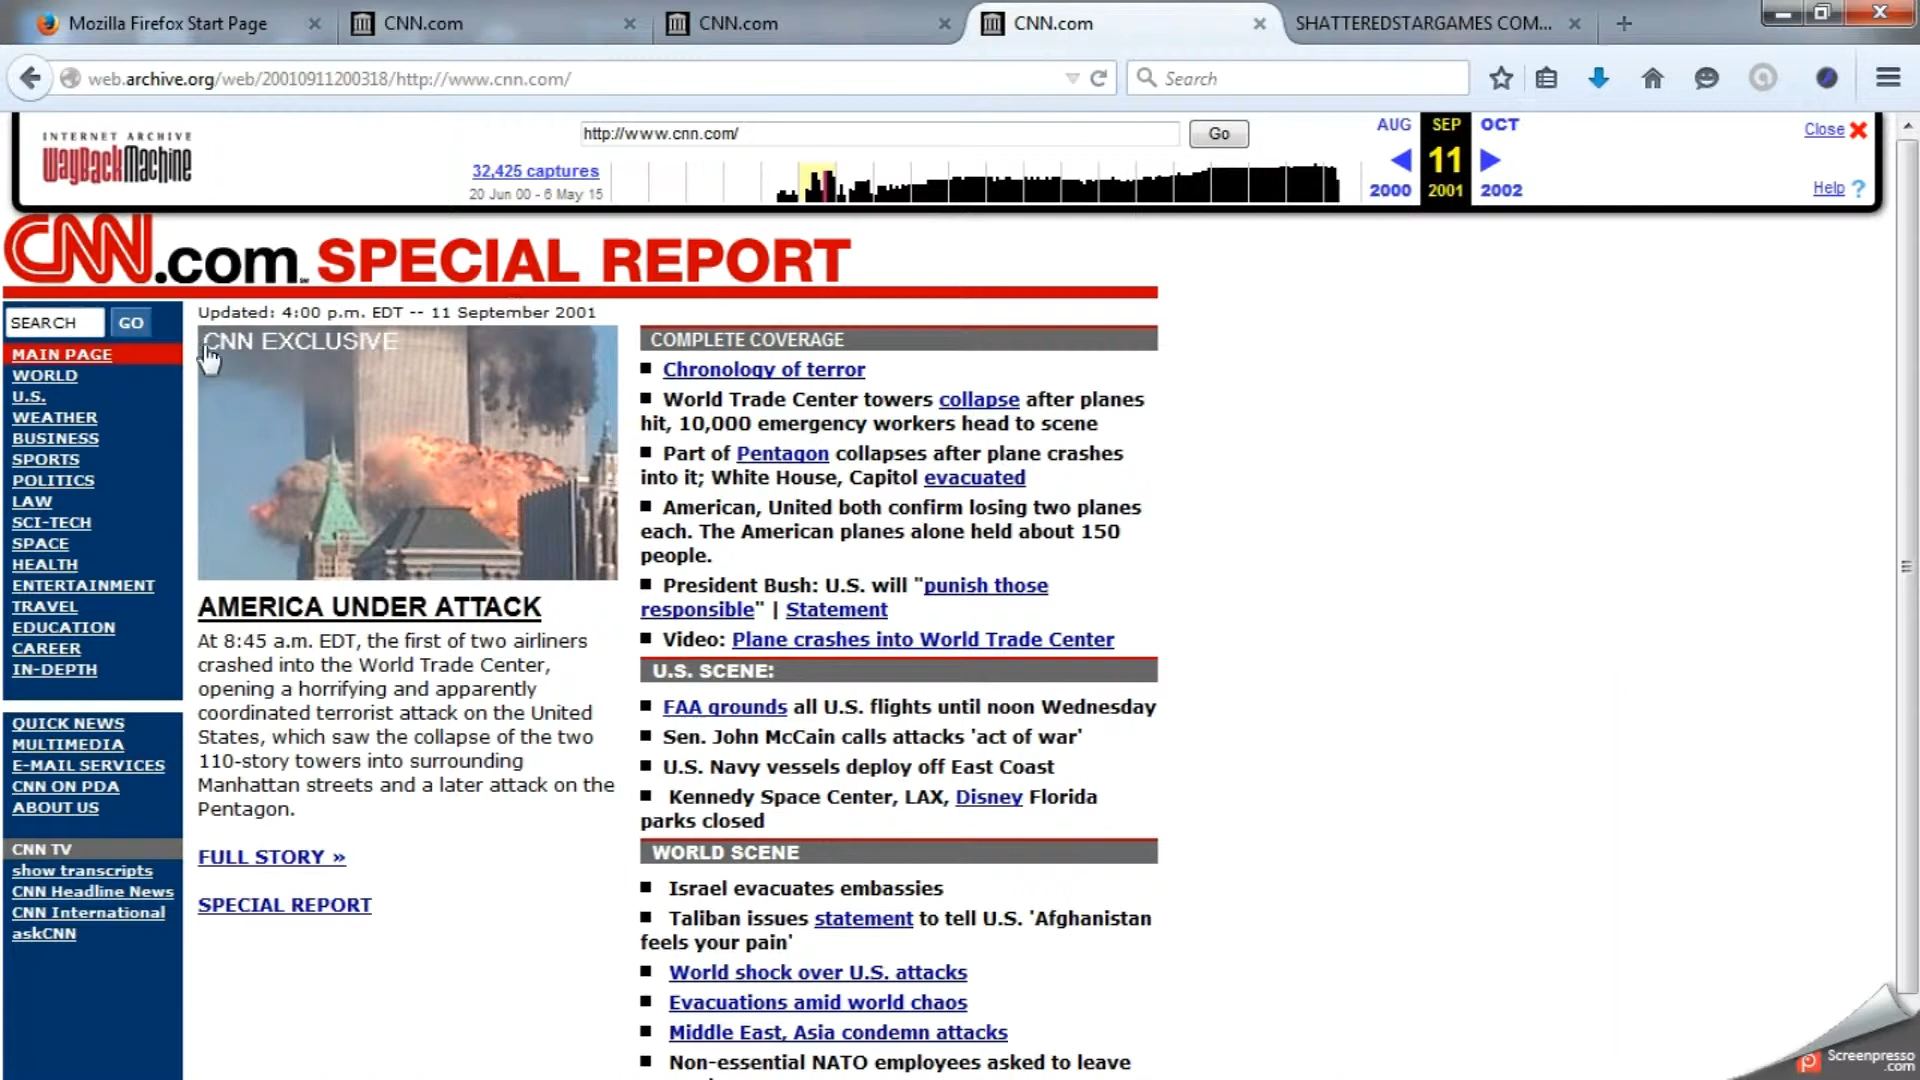 Mozilla Firefox Start Page
CNN.com
CNN.com
CNN.com
SHATTEREDSTARGAMES COM...
web.archive.org/web/20010911200318/http://www.cnn.com/
Search
INTERNET ARCHIVE
WayBackMachine
http://www.cnn.com/
Go
32,425 captures
20 Jun 00 - 6 May 15
AUG SEP OCT
11
2000 2001 2002
Close
Help ?
CNN.com SPECIAL REPORT
SEARCH GO
MAIN PAGE
WORLD
U.S.
WEATHER
BUSINESS
SPORTS
POLITICS
LAW
SCI-TECH
SPACE
HEALTH
ENTERTAINMENT
TRAVEL
EDUCATION
CAREER
IN-DEPTH
QUICK NEWS
MULTIMEDIA
E-MAIL SERVICES
CNN ON PDA
ABOUT US
CNN TV
show transcripts
CNN Headline News
CNN International
askCNN
Updated: 4:00 p.m. EDT -- 11 September 2001
CNN EXCLUSIVE
AMERICA UNDER ATTACK
At 8:45 a.m. EDT, the first of two airliners
crashed into the World Trade Center,
opening a horrifying and apparently
coordinated terrorist attack on the United
States, which saw the collapse of the two
110-story towers into surrounding
Manhattan streets and a later attack on the
Pentagon.
FULL STORY »
SPECIAL REPORT
COMPLETE COVERAGE
Chronology of terror
World Trade Center towers collapse after planes
hit, 10,000 emergency workers head to scene
Part of Pentagon collapses after plane crashes
into it; White House, Capitol evacuated
American, United both confirm losing two planes
each. The American planes alone held about 150
people.
President Bush: U.S. will "punish those
responsible" | Statement
Video: Plane crashes into World Trade Center
U.S. SCENE:
FAA grounds all U.S. flights until noon Wednesday
Sen. John McCain calls attacks 'act of war'
U.S. Navy vessels deploy off East Coast
Kennedy Space Center, LAX, Disney Florida
parks closed
WORLD SCENE
Israel evacuates embassies
Taliban issues statement to tell U.S. 'Afghanistan
feels your pain'
World shock over U.S. attacks
Evacuations amid world chaos
Middle East, Asia condemn attacks
Non-essential NATO employees asked to leave
Screenpresso
.com